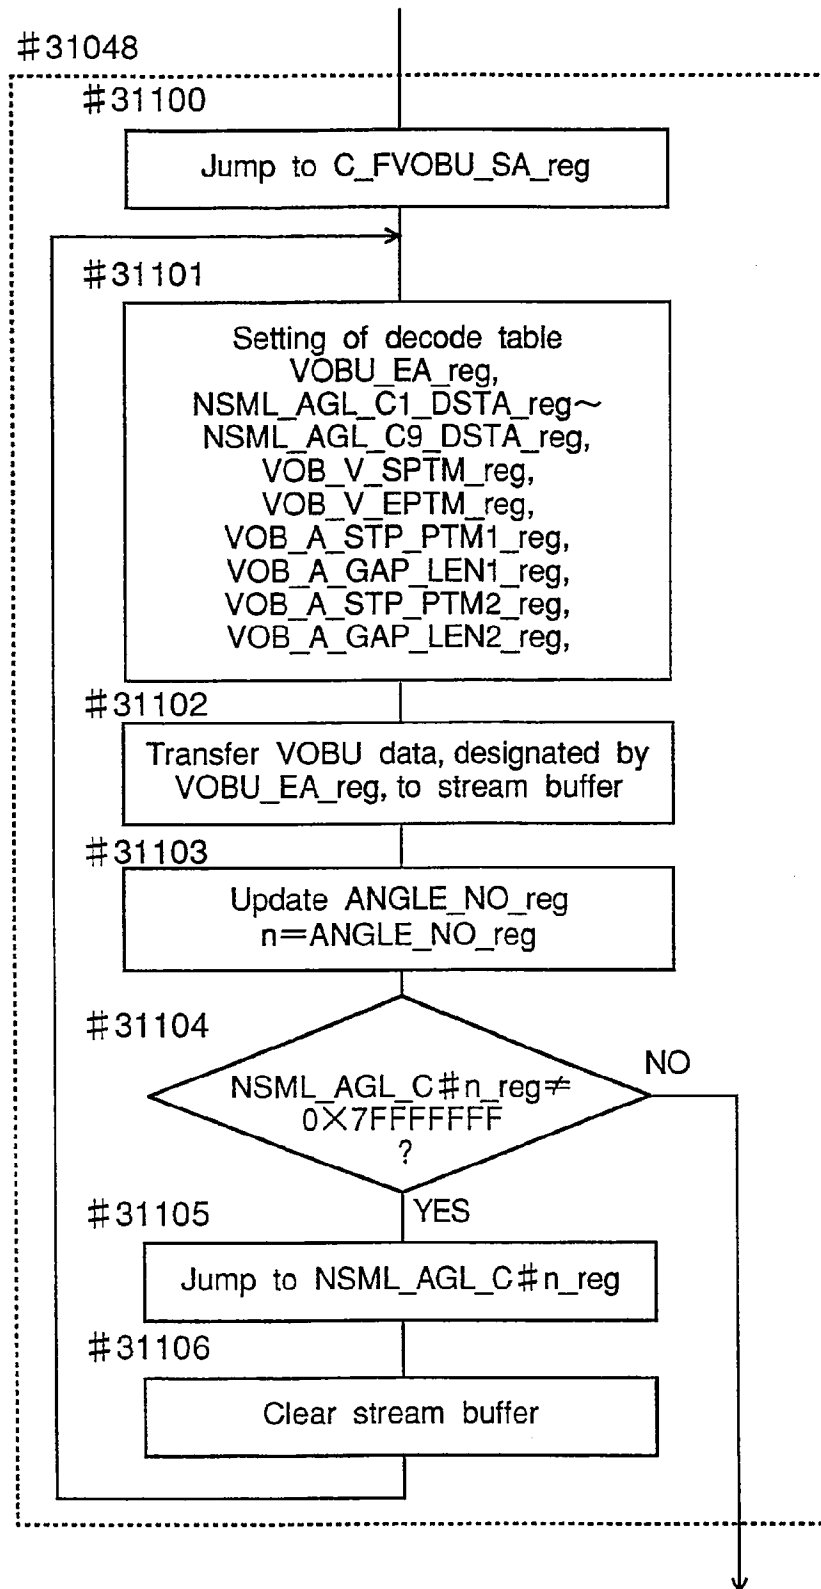 #31048
#31100
Jump to C_FVOBU_SA_reg
#31101
Setting of decode table
VOBU_EA_reg,
NSML_AGL_C1_DSTA_reg~
NSML_AGL_C9_DSTA_reg,
VOB_V_SPTM_reg,
VOB_V_EPTM_reg,
VOB_A_STP_PTM1_reg,
VOB_A_GAP_LEN1_reg,
VOB_A_STP_PTM2_reg,
VOB_A_GAP_LEN2_reg,
#31102
Transfer VOBU data, designated by
VOBU_EA_reg, to stream buffer
#31103
Update ANGLE_NO_reg
n=ANGLE_NO_reg
#31104
NSML_AGL_C#n_reg≠
0×7FFFFFFF
?
NO
YES
#31105
Jump to NSML_AGL_C#n_reg
#31106
Clear stream buffer